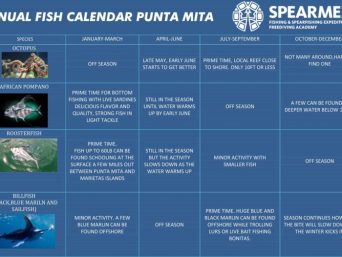 NUAL FISH CALENDAR PUNTA MITA
SPEARME
FISHING & SPEARFISHING EXPEDITI
FREEDIVING ACADEMY
SPECIES
JANUARY-MARCH
APRIL-JUNE
JULY-SEPTEMBER
OCTOBER-DECEMBE
OCTOPUS
OFF SEASON
LATE MAY, EARLY JUNE
STARTS TO GET BETTER
PRIME TIME, LOCAL REEF CLOSE
TO SHORE. ONLY 10FT OR LESS
NOT MANY AROUND, HA
FIND ONE
AFRICAN POMPANO
PRIME TIME FOR BOTTOM
FISHING WITH LIVE SARDINES
DELICIOUS FLAVOR AND
QUALITY, STRONG FISH IN
LIGHT TACKLE
STILL IN THE SEASON
UNTIL WATER WARMS
UP BY EARLY JUNE
OFF SEASON
A FEW CAN BE FOUND
DEEPER WATER BELOW 1
ROOSTERFISH
PRIME TIME.
FISH UP TO 60LB CAN BE
FOUND SCHOOLING AT THE
SURFACE A FEW MILES OUT
BETWEEN PUNTA MITA AND
MARIETAS ISLANDS
STILL IN THE SEASON
BUT THE ACTIVITY
SLOWS DOWN AS THE
WATER WARMS UP
MINOR ACTIVITY WITH
SMALLER FISH
OFF SEASON
BILLFISH
ACK,BLUE MARILN AND
SAILFISH)
MINOR ACTIVITY. A FEW
BLUE MARLIN CAN BE
FOUND OFFSHORE
OFF SEASON
PRIME TIME. HUGE BLUE AND
BLACK MARLIN CAN BE FOUND
OFFSHORE WHILE TROLLING
LURS OR LIVE BAIT FISHING
BONITAS
SEASON CONTINUES HOW
THE BITE WILL SLOW DOW
THE WINTER KICKS I